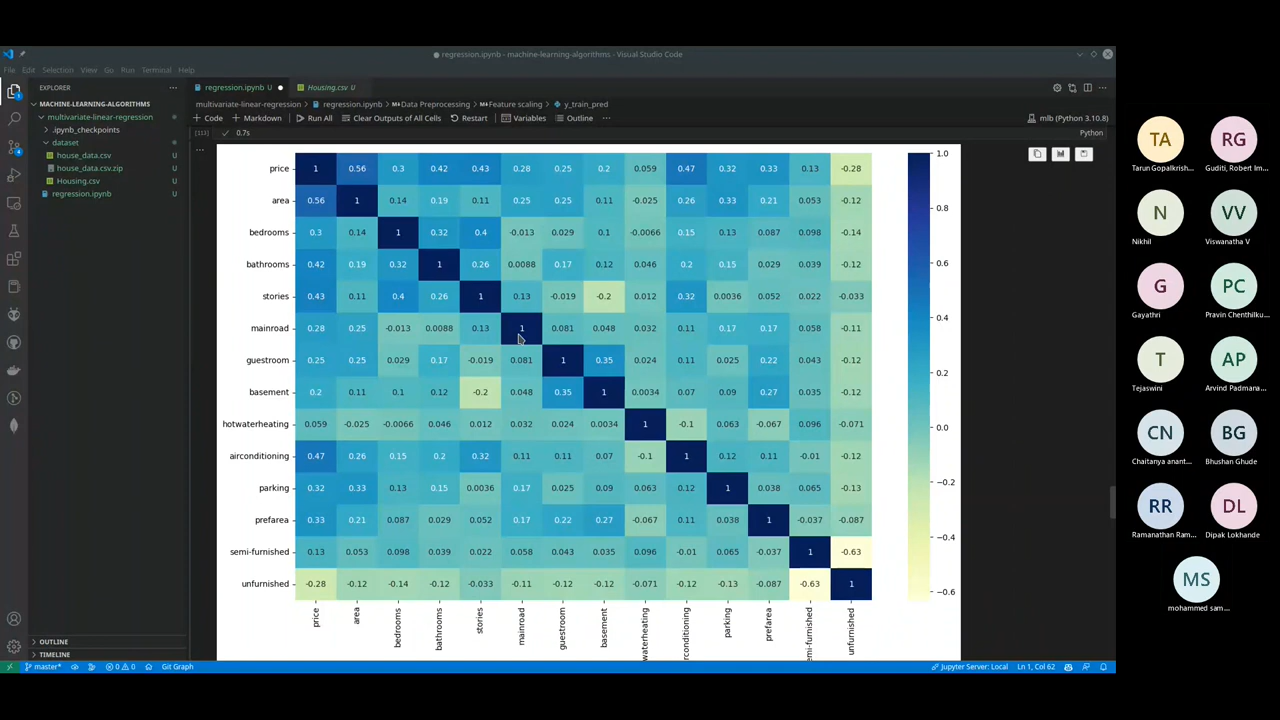 regression.ipynb - machine-learning-algorithms - Visual Studio Code
File Edit Selection View Go Run Terminal Help
EXPLORER
MACHINE-LEARNING-ALGORITHMS
multivariate-linear-regression
.ipynb_checkpoints
dataset
house_data.csv U
house_data.csv.zip U
Housing.csv U
regression.ipynb U
OUTLINE
TIMELINE
regression.ipynb U
Housing.csv U
multivariate-linear-regression > regression.ipynb > Data Preprocessing > Feature scaling > y_train_pred
+ Code + Markdown Run All Clear Outputs of All Cells Restart Variables Outline ... mlb (Python 3.10.8)
[113] 0.7s Python
price 1 0.56 0.3 0.42 0.43 0.28 0.25 0.2 0.059 0.47 0.32 0.33 0.13 -0.28
area 0.56 1 0.14 0.19 0.11 0.25 0.25 0.11 -0.025 0.26 0.33 0.21 0.053 -0.12
bedrooms 0.3 0.14 1 0.32 0.4 -0.013 0.029 0.1 -0.0066 0.15 0.13 0.087 0.098 -0.14
bathrooms 0.42 0.19 0.32 1 0.26 0.0088 0.17 0.12 0.046 0.2 0.15 0.029 0.039 -0.12
stories 0.43 0.11 0.4 0.26 1 0.13 -0.019 -0.2 0.012 0.32 0.0036 0.052 0.022 -0.033
mainroad 0.28 0.25 -0.013 0.0088 0.13 1 0.081 0.048 0.032 0.11 0.17 0.17 0.058 -0.11
guestroom 0.25 0.25 0.029 0.17 -0.019 0.081 1 0.35 0.024 0.11 0.025 0.22 0.043 -0.12
basement 0.2 0.11 0.1 0.12 -0.2 0.048 0.35 1 0.0034 0.07 0.09 0.27 0.035 -0.12
hotwaterheating 0.059 -0.025 -0.0066 0.046 0.012 0.032 0.024 0.0034 1 -0.1 0.063 -0.067 0.096 -0.071
airconditioning 0.47 0.26 0.15 0.2 0.32 0.11 0.11 0.07 -0.1 1 0.12 0.11 -0.01 -0.12
parking 0.32 0.33 0.13 0.15 0.0036 0.17 0.025 0.09 0.063 0.12 1 0.038 0.065 -0.13
prefarea 0.33 0.21 0.087 0.029 0.052 0.17 0.22 0.27 -0.067 0.11 0.038 1 -0.037 -0.087
semi-furnished 0.13 0.053 0.098 0.039 0.022 0.058 0.043 0.035 0.096 -0.01 0.065 -0.037 1 -0.63
unfurnished -0.28 -0.12 -0.14 -0.12 -0.033 -0.11 -0.12 -0.12 -0.071 -0.12 -0.13 -0.087 -0.63 1
price area bedrooms bathrooms stories mainroad guestroom basement waterheating rconditioning parking prefarea emi-furnished unfurnished
1.0
0.8
0.6
0.4
0.2
0.0
−0.2
−0.4
−0.6
master* 0 0 Git Graph
Jupyter Server: Local Ln 1, Col 62
TA RG
Tarun Gopalkrish... Guditi, Robert Im...
N VV
Nikhil Viswanatha V
G PC
Gayathri Pravin Chenthilku...
T AP
Tejaswini Arvind Padmana...
CN BG
Chaitanya anant... Bhushan Ghude
RR DL
Ramanathan Ram... Dipak Lokhande
MS
mohammed sam...